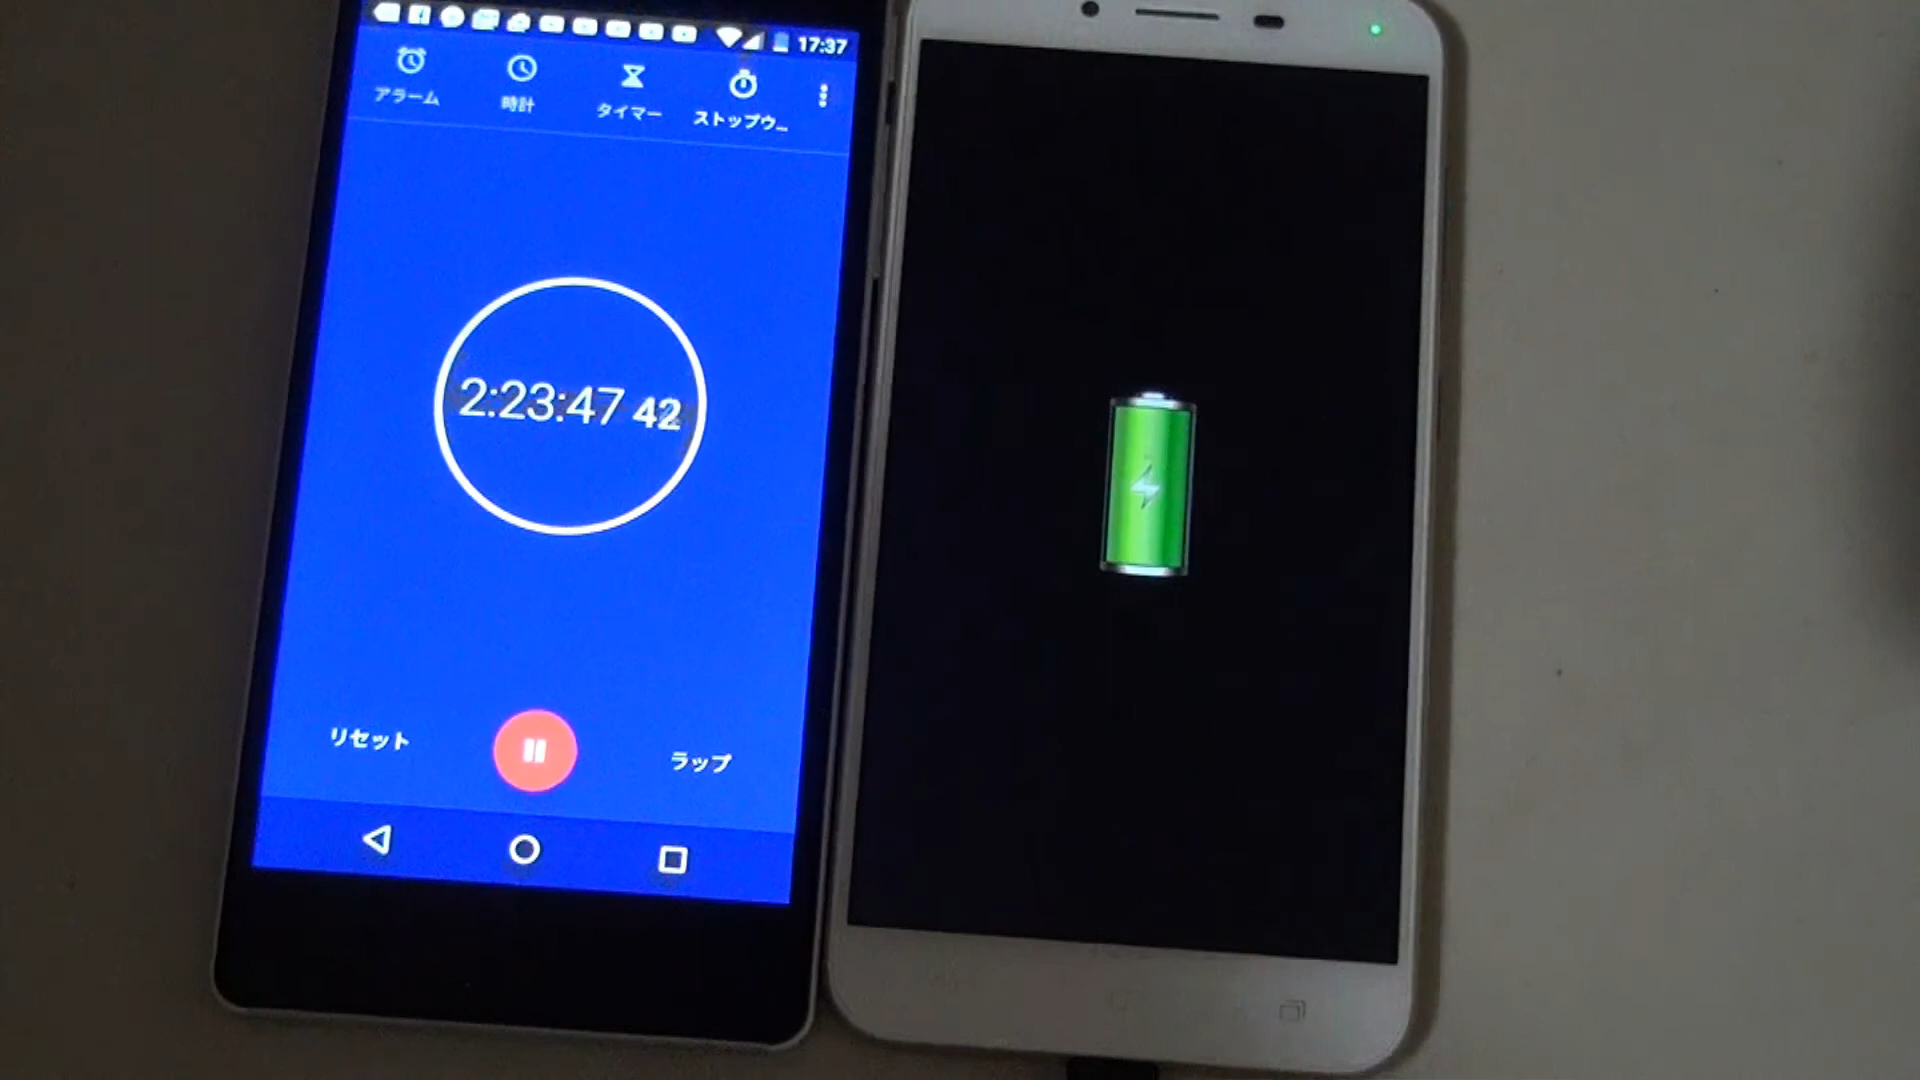 17:37
アラーム
時計
タイマー
ストップウ…
2:23:47 42
リセット
ラップ